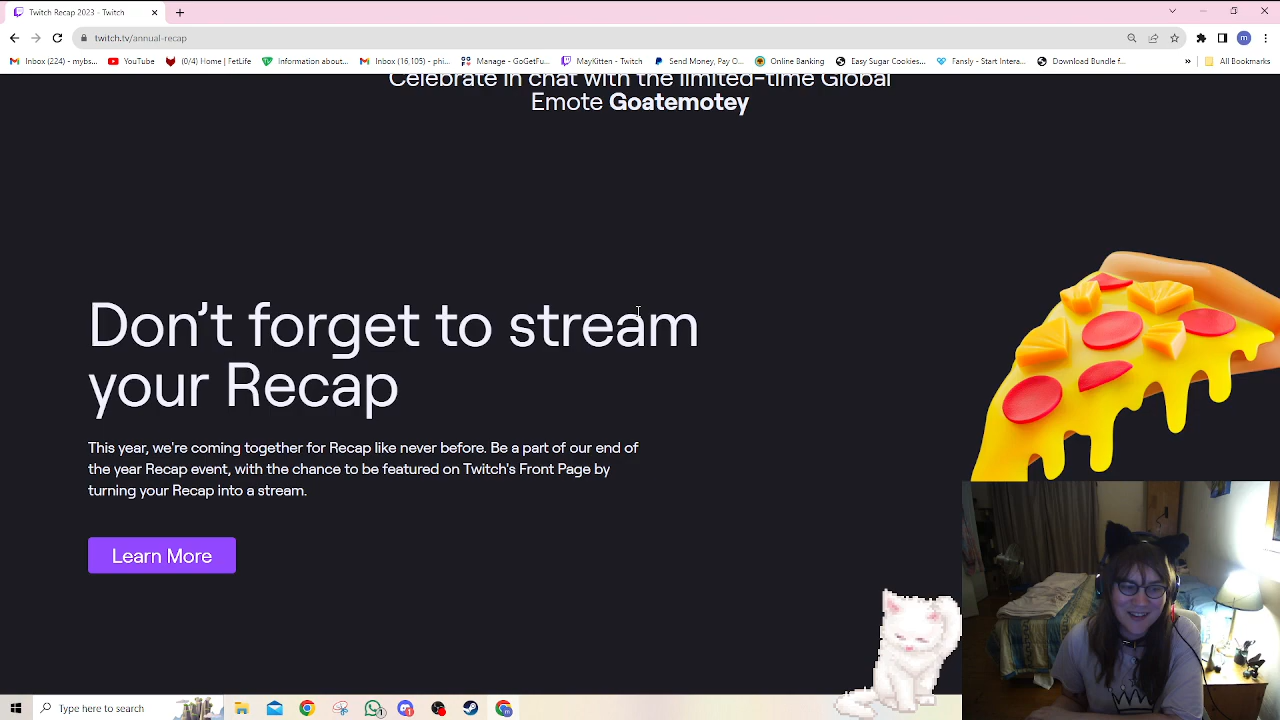 Twitch Recap 2023 - Twitch
twitch.tv/annual-recap
Inbox (224) - mybs...
YouTube
(0/4) Home | FetLife
Information about...
Inbox (16,105) - phi...
Manage - GoGetFu...
MayKitten - Twitch
Send Money, Pay O...
Online Banking
Easy Sugar Cookies...
Fansly - Start Intera...
Download Bundle f...
»
All Bookmarks
Celebrate in chat with the limited-time Global
Emote Goatemotey
Don't forget to stream
your Recap
This year, we're coming together for Recap like never before. Be a part of our end of
the year Recap event, with the chance to be featured on Twitch's Front Page by
turning your Recap into a stream.
Learn More
Type here to search